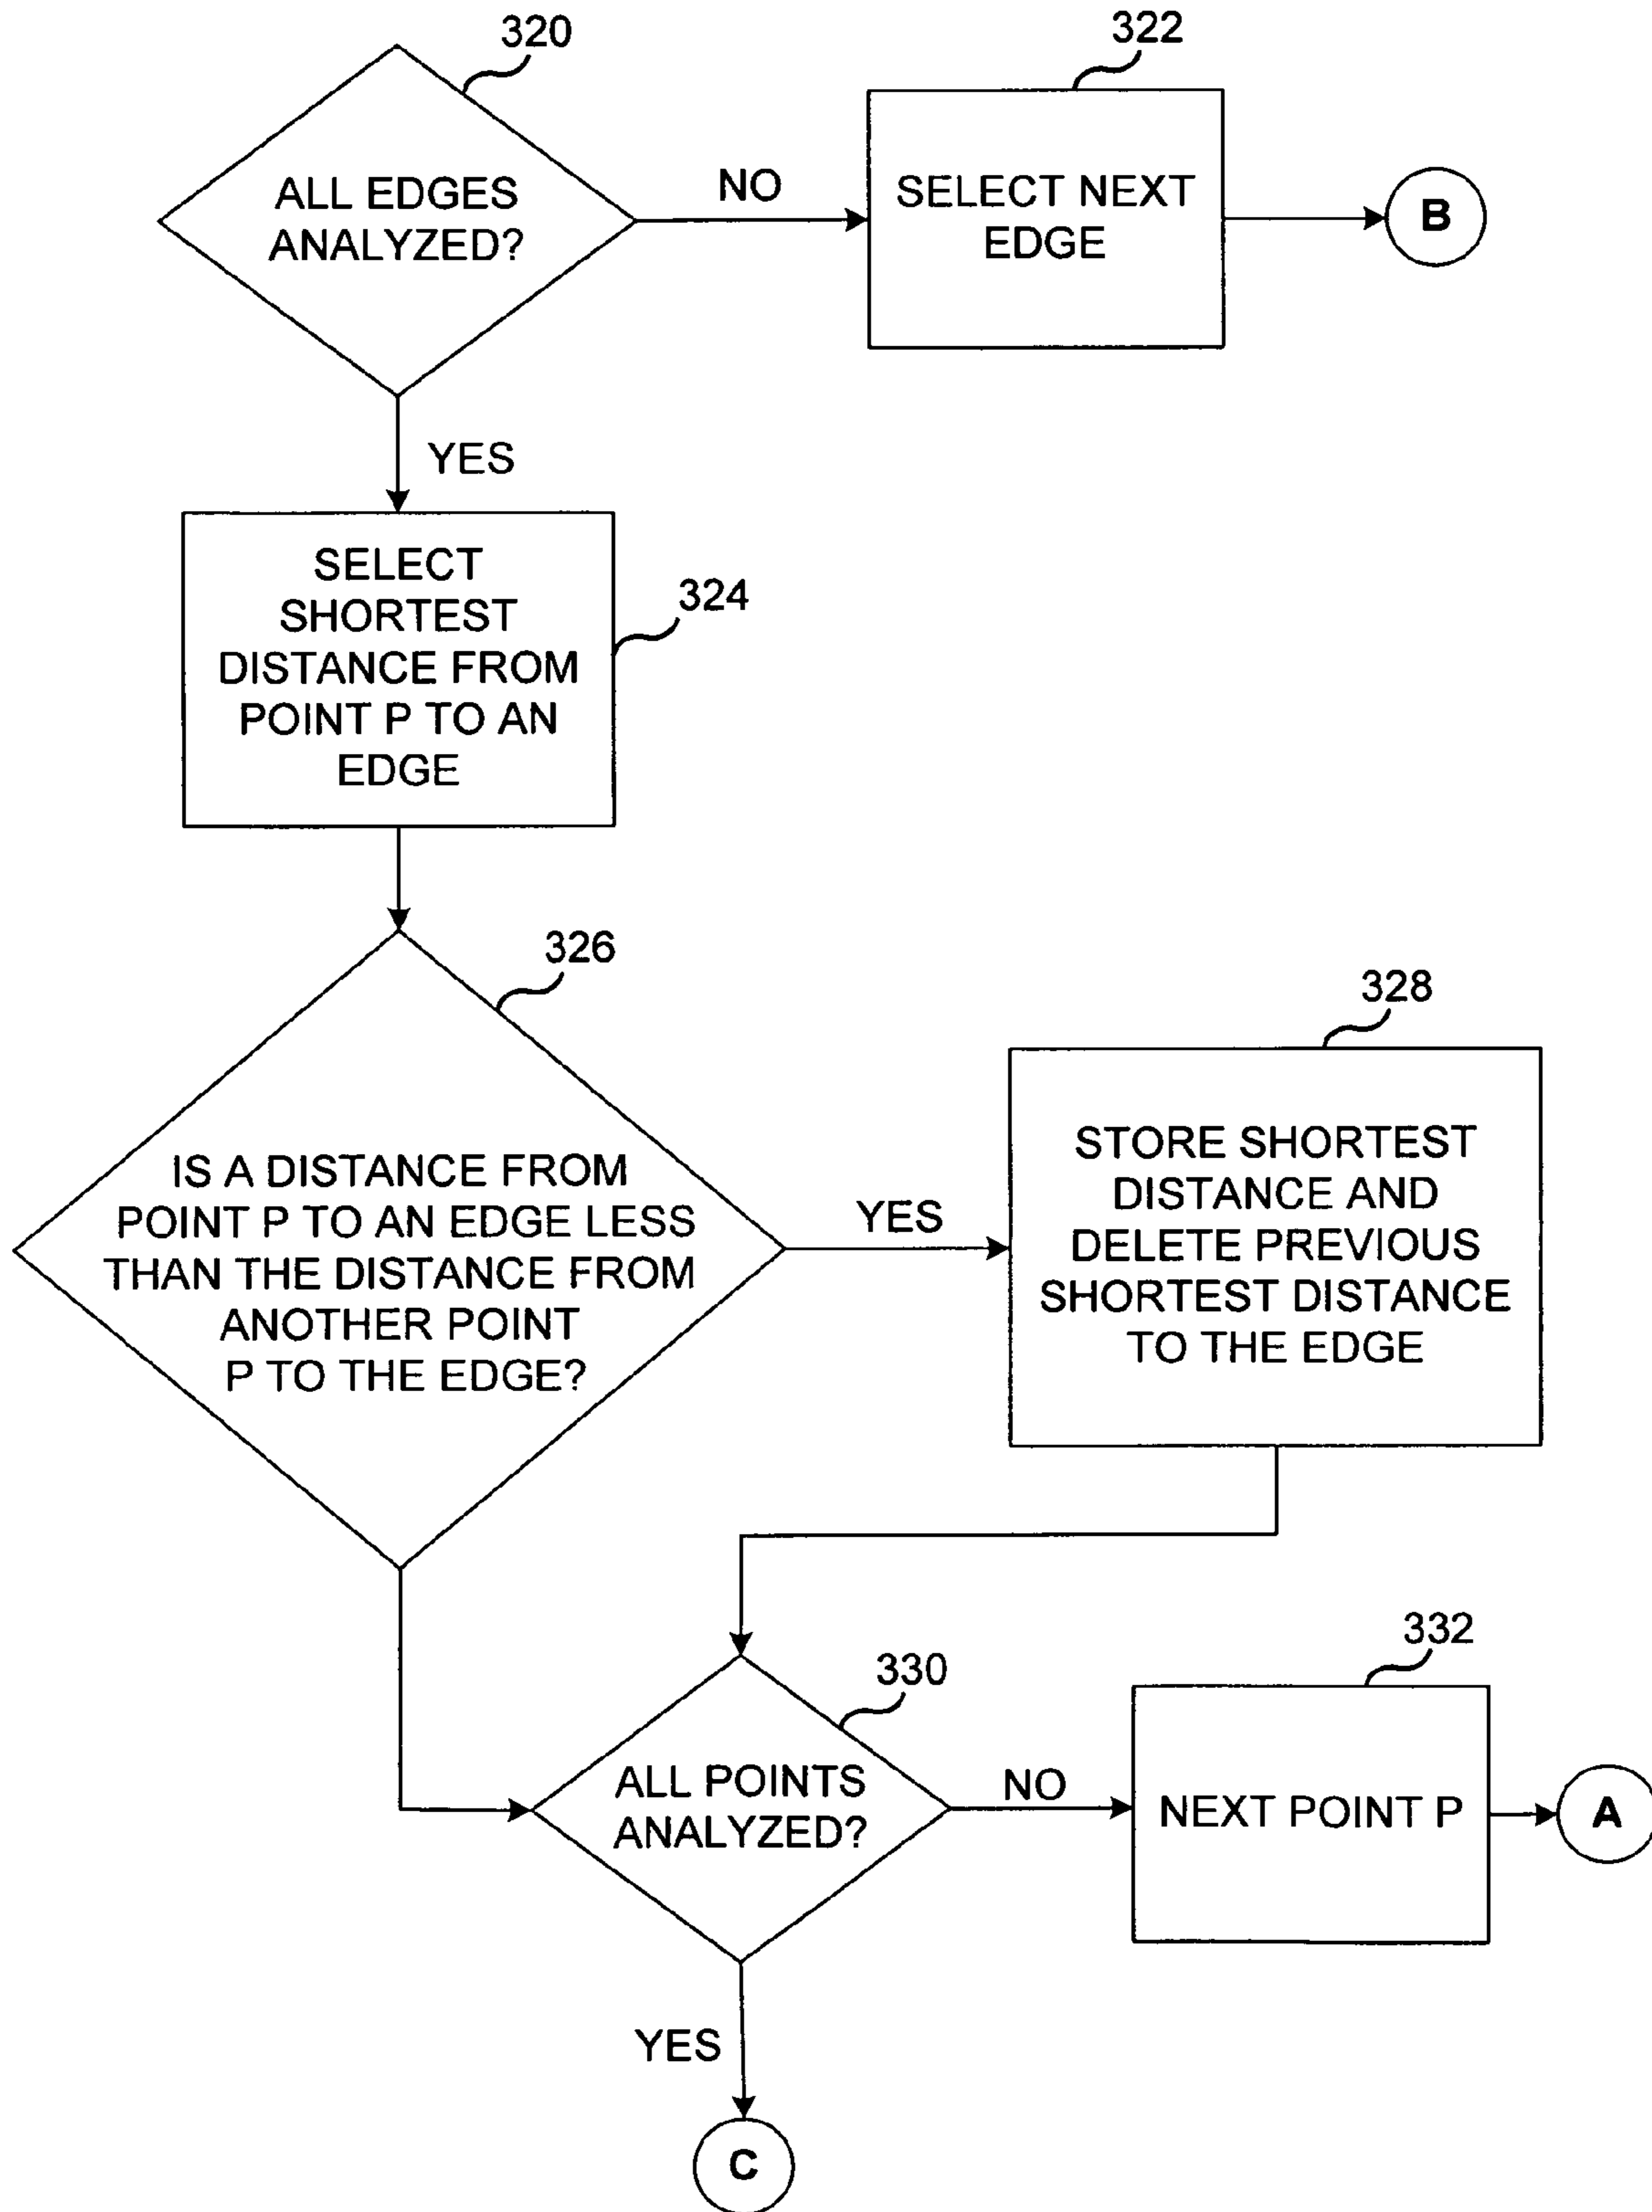 320
322
ALL EDGES
ANALYZED?
NO
SELECT NEXT
EDGE
B
YES
SELECT
SHORTEST
DISTANCE FROM
POINT P TO AN
EDGE
324
326
IS A DISTANCE FROM
POINT P TO AN EDGE LESS
THAN THE DISTANCE FROM
ANOTHER POINT
P TO THE EDGE?
YES
328
STORE SHORTEST
DISTANCE AND
DELETE PREVIOUS
SHORTEST DISTANCE
TO THE EDGE
330
ALL POINTS
ANALYZED?
NO
332
NEXT POINT P
A
YES
C